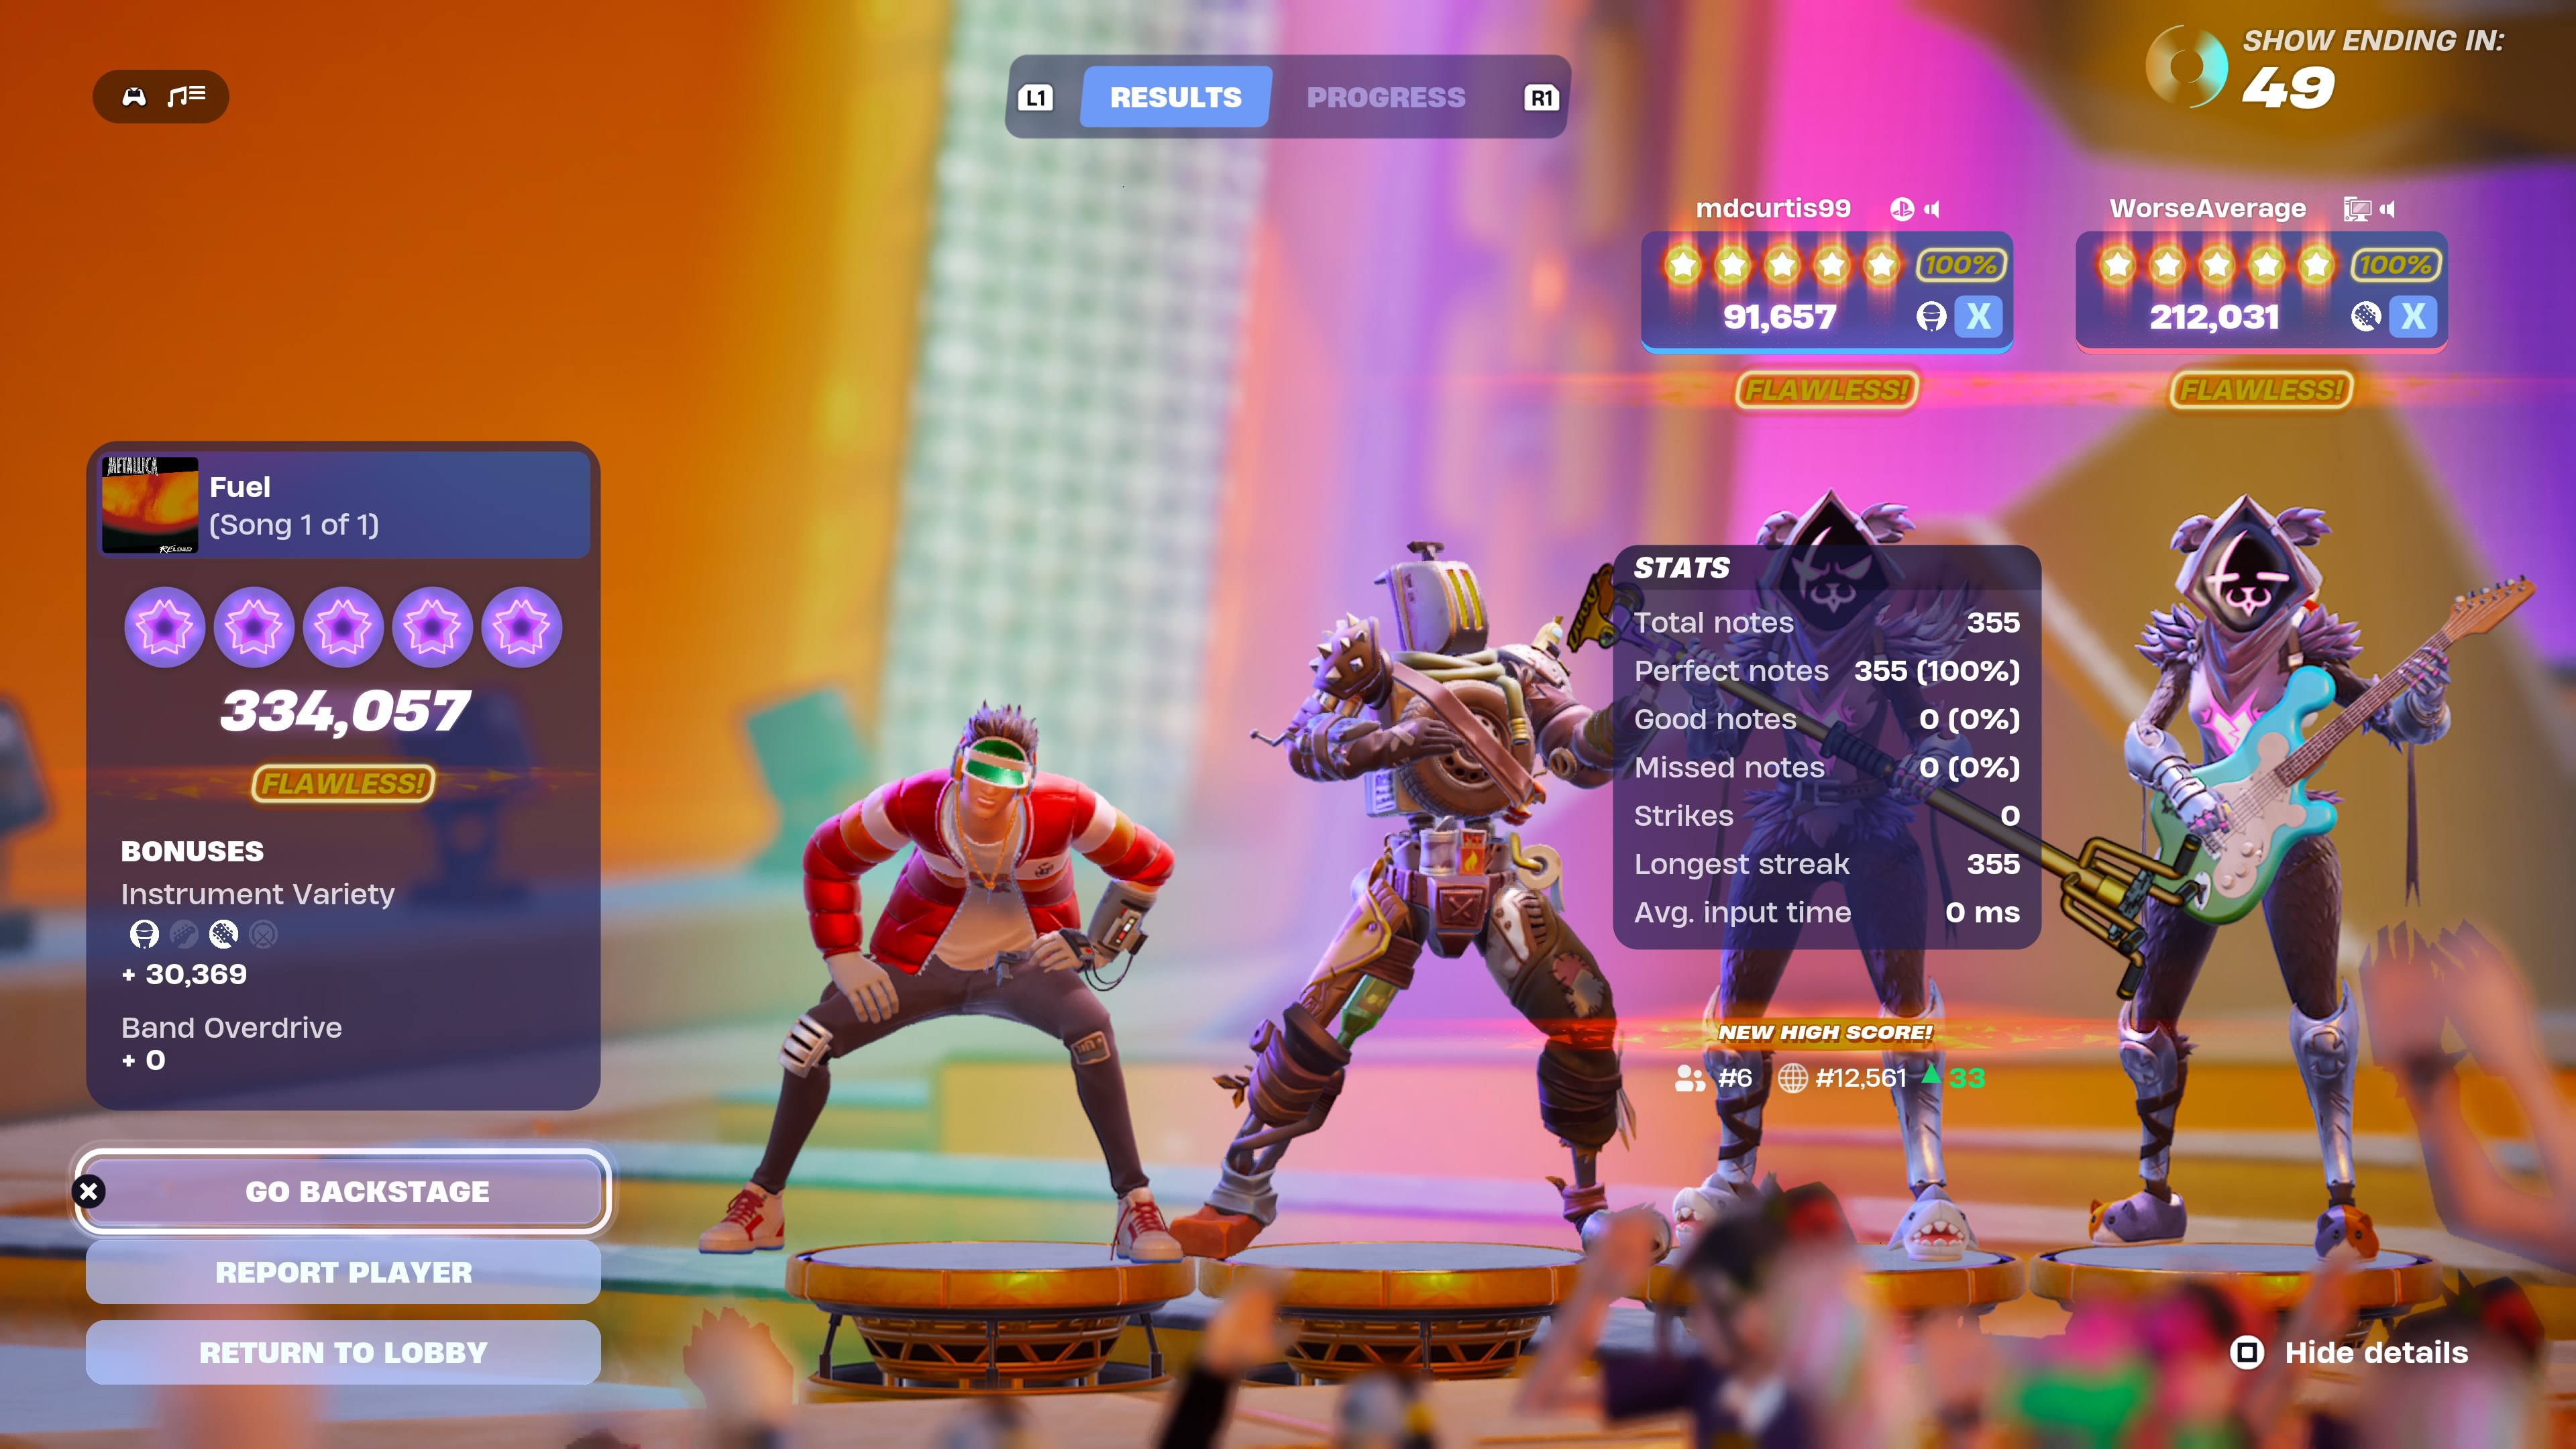 L1
RESULTS
PROGRESS
R1
SHOW ENDING IN:
49
mdcurtis99
100%
91,657
X
FLAWLESS!
WorseAverage
100%
212,031
X
FLAWLESS!
METALLICA
RELOAD
Fuel
(Song 1 of 1)
334,057
FLAWLESS!
BONUSES
Instrument Variety
+ 30,369
Band Overdrive
+ 0
GO BACKSTAGE
REPORT PLAYER
RETURN TO LOBBY
STATS
Total notes 355
Perfect notes 355 (100%)
Good notes 0 (0%)
Missed notes 0 (0%)
Strikes 0
Longest streak 355
Avg. input time 0 ms
NEW HIGH SCORE!
#6 #12,561 33
Hide details